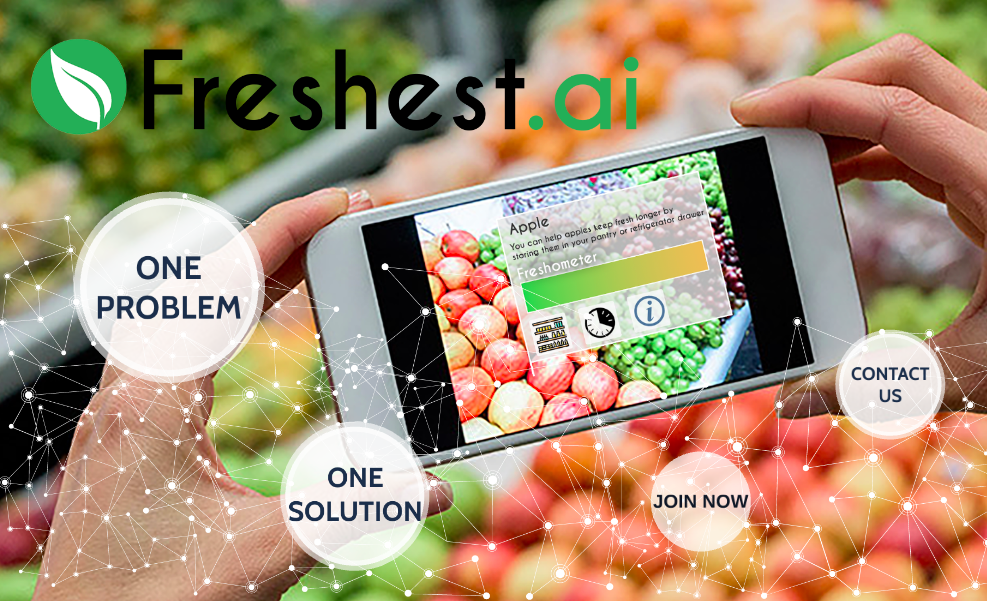 Freshest.ai
ONE
PROBLEM
Apple
You can help apples keep fresh longer by
storing them in your pantry or refrigerator drawer
Freshometer
i
CONTACT
US
ONE
SOLUTION
JOIN NOW